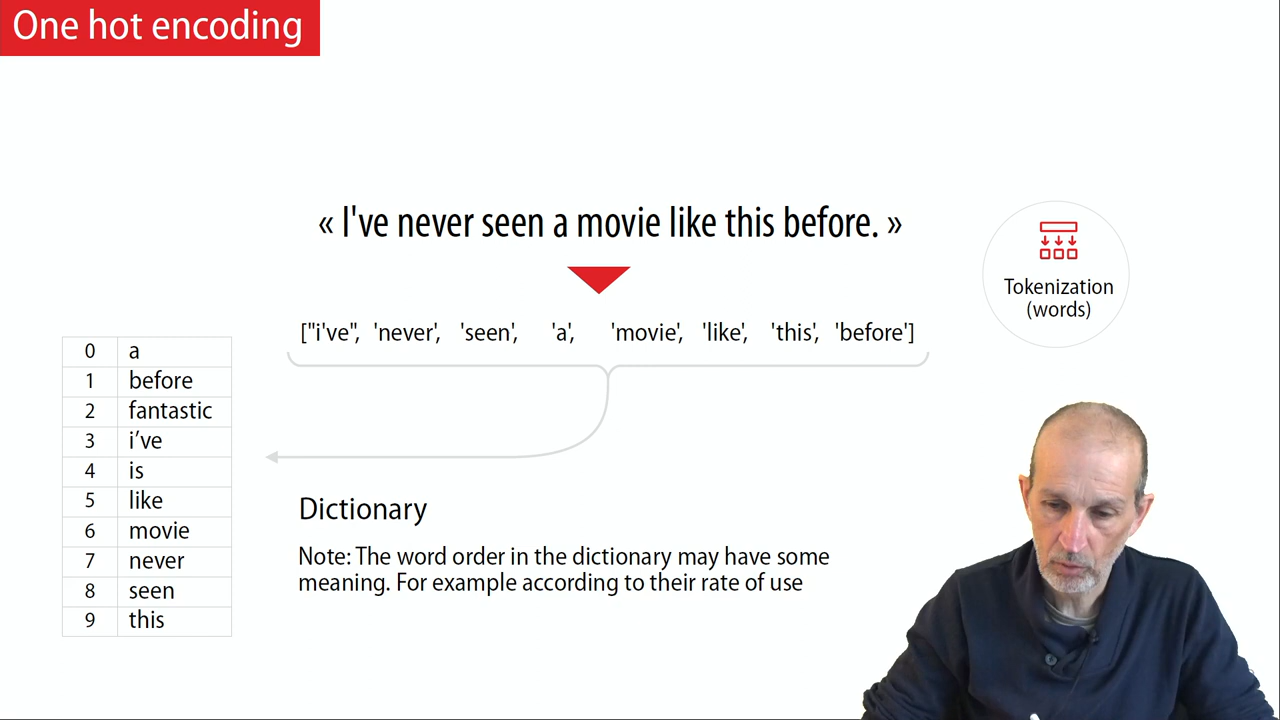 One hot encoding
« I've never seen a movie like this before. »
Tokenization
(words)
["i've", 'never', 'seen', 'a', 'movie', 'like', 'this', 'before']
0 a
1 before
2 fantastic
3 i’ve
4 is
5 like
6 movie
7 never
8 seen
9 this
Dictionary
Note: The word order in the dictionary may have some
meaning. For example according to their rate of use